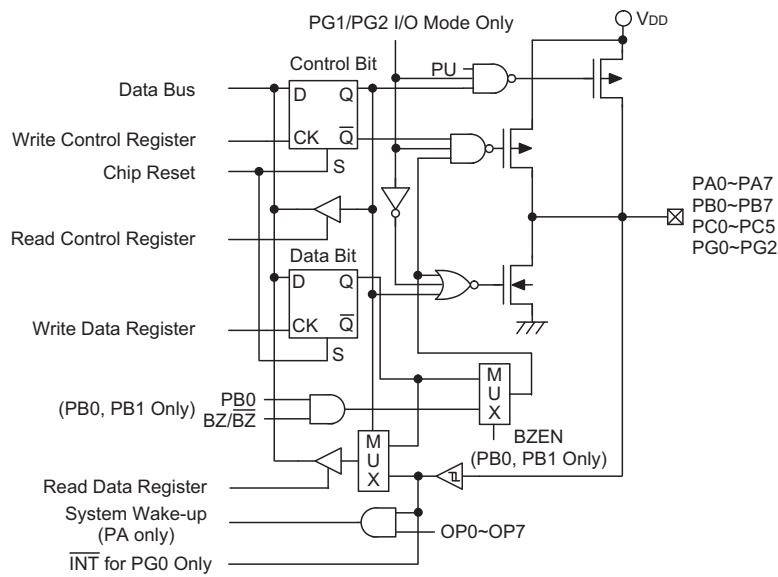 PG1/PG2 I/O Mode Only
VDD
Control Bit
PU
Data Bus
D
Q
Write Control Register
CK
Q̅
Chip Reset
S
PA0~PA7
PB0~PB7
PC0~PC5
PG0~PG2
Read Control Register
Data Bit
D
Q
Write Data Register
CK
Q̅
S
M
U
X
PB0
(PB0, PB1 Only)
BZ/B̅Z̅
BZEN
(PB0, PB1 Only)
M
U
X
Read Data Register
System Wake-up
(PA only)
OP0~OP7
I̅N̅T̅ for PG0 Only